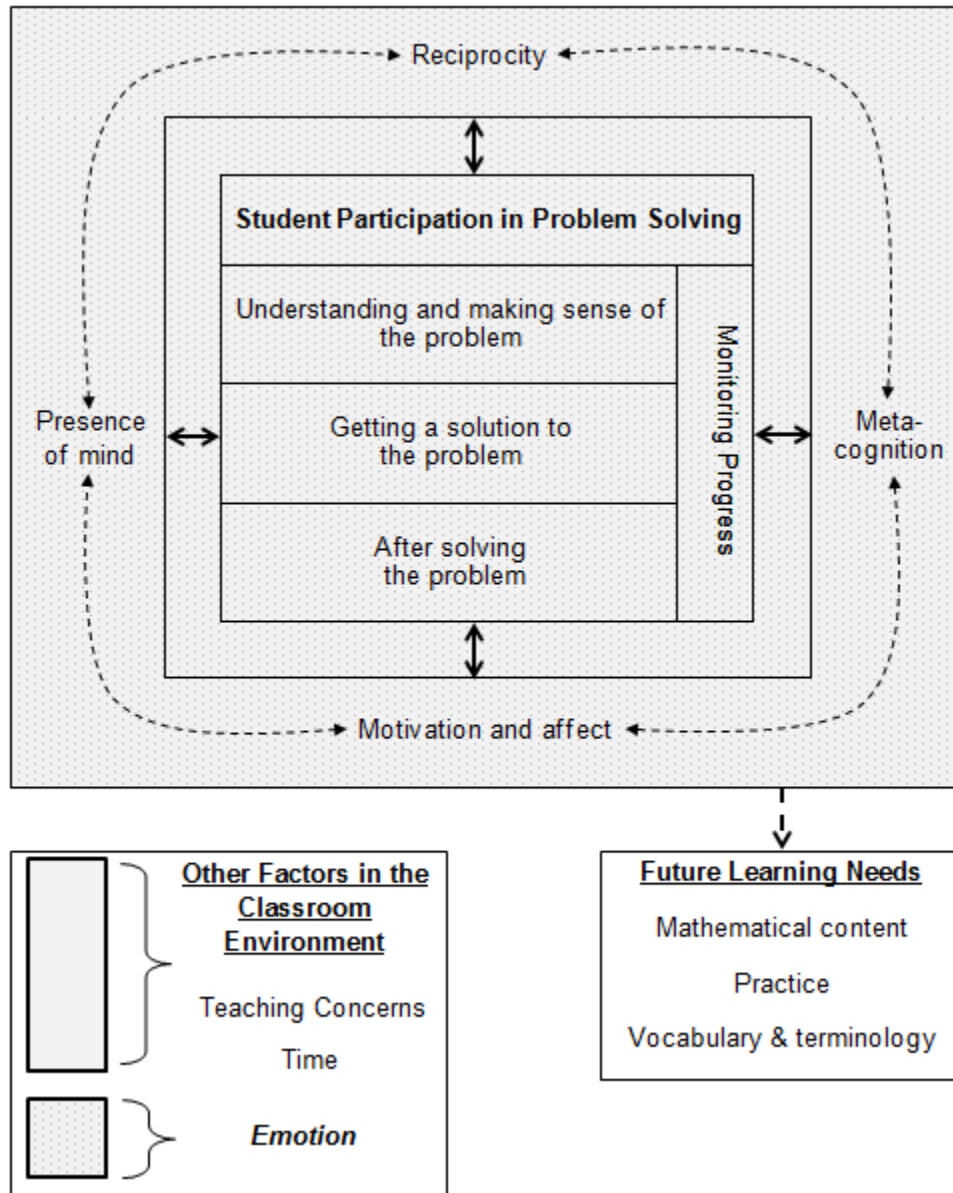 Reciprocity
Student Participation in Problem Solving
Understanding and making sense of
the problem
Monitoring Progress
Presence
of mind
Getting a solution to
the problem
Meta-
cognition
After solving
the problem
Motivation and affect
Other Factors in the
Classroom
Environment
Teaching Concerns
Time
Emotion
Future Learning Needs
Mathematical content
Practice
Vocabulary & terminology